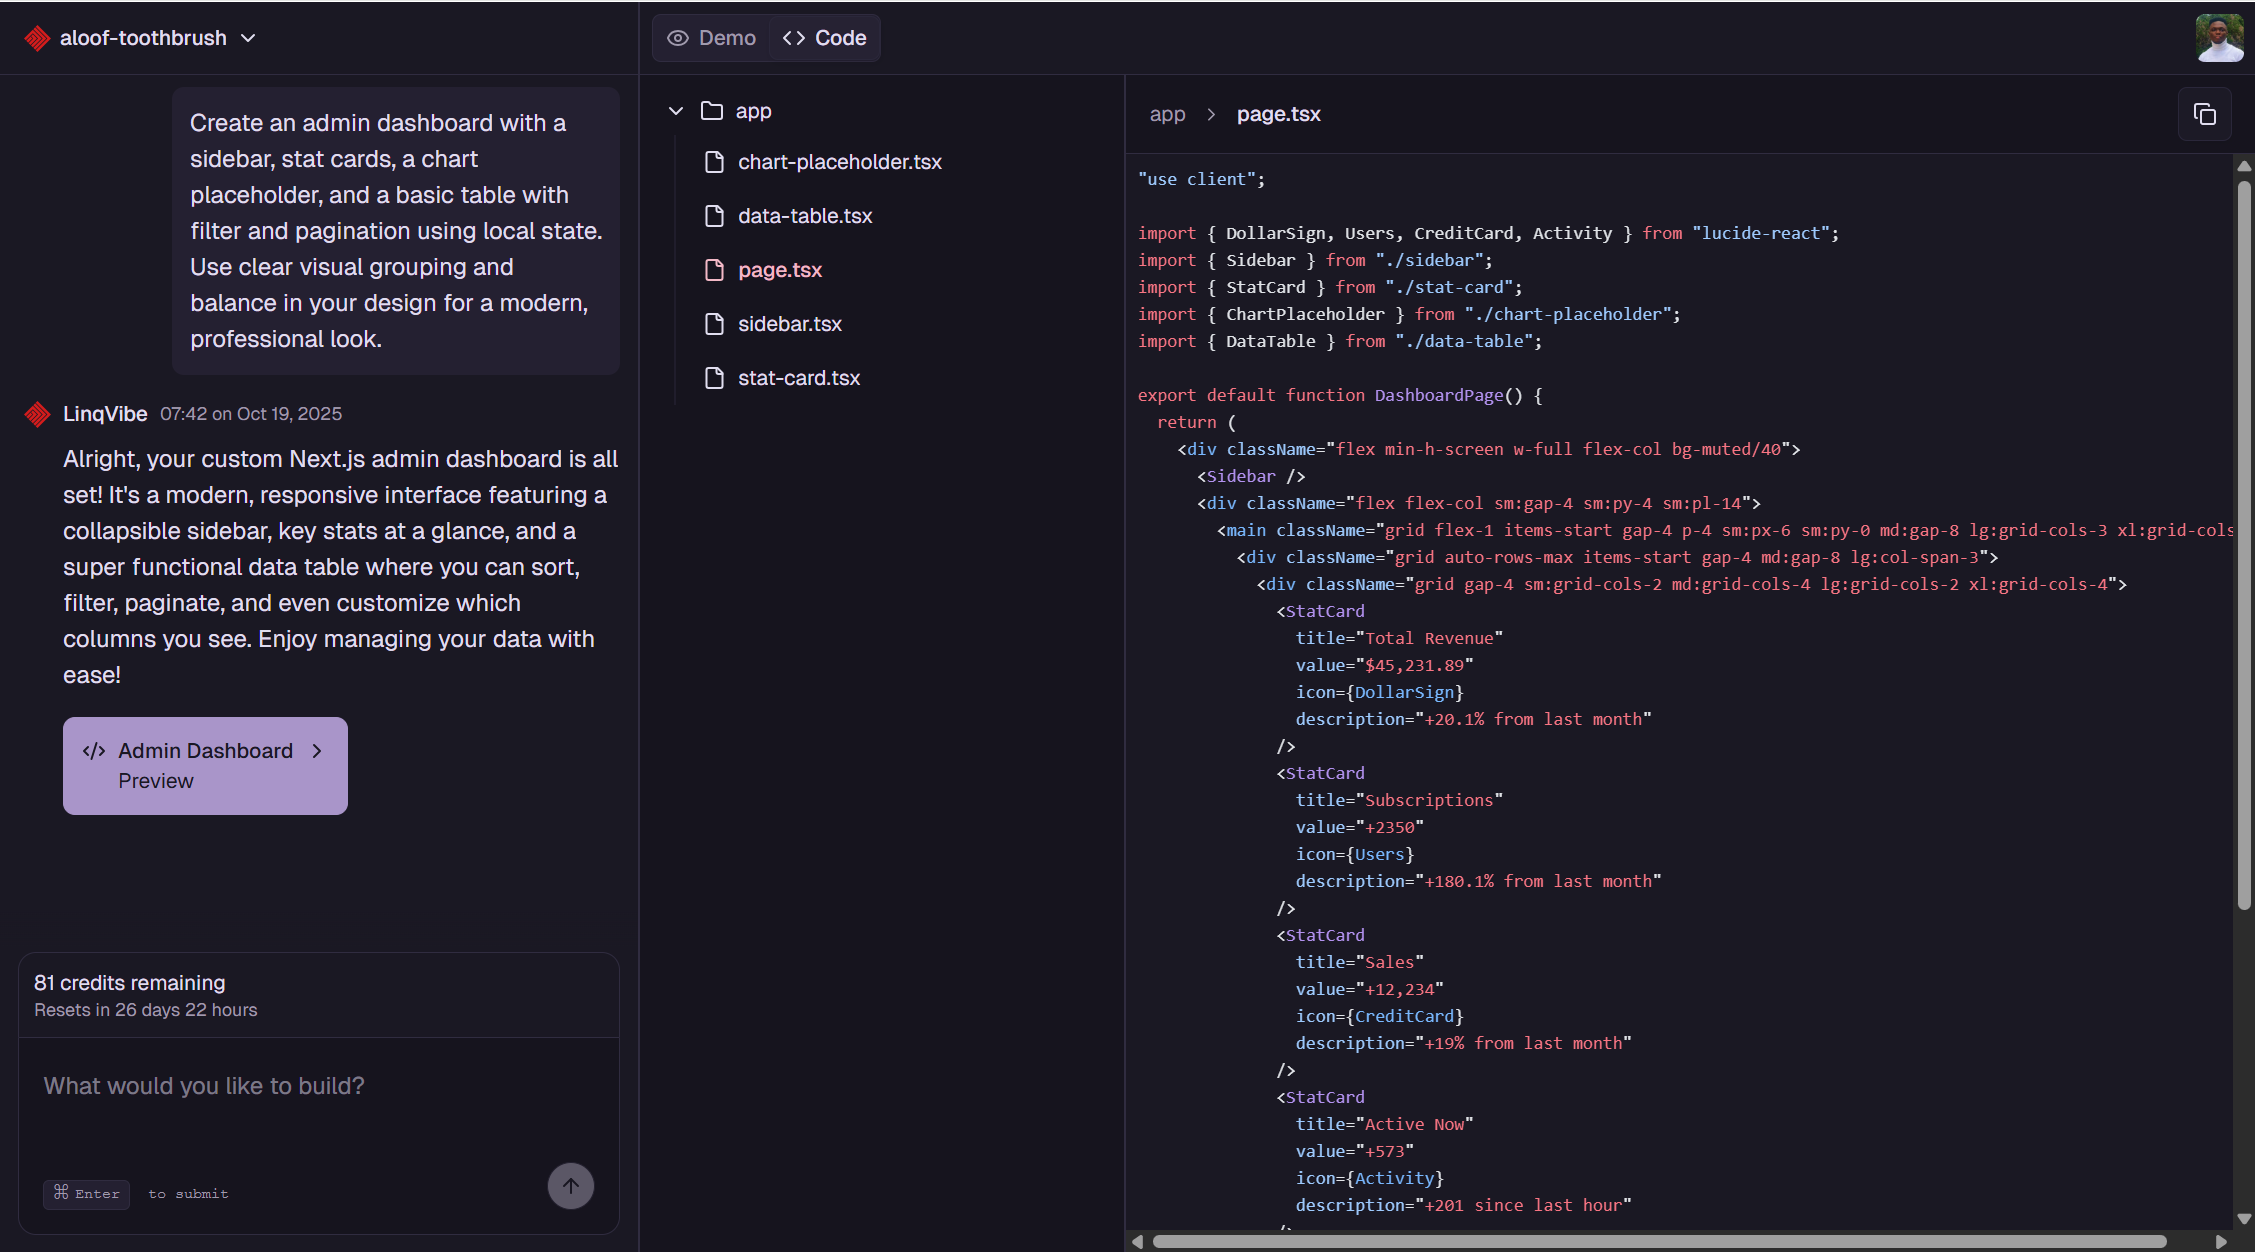 aloof-toothbrush
Create an admin dashboard with a
sidebar, stat cards, a chart
placeholder, and a basic table with
filter and pagination using local state.
Use clear visual grouping and
balance in your design for a modern,
professional look.
LinqVibe 07:42 on Oct 19, 2025
Alright, your custom Next.js admin dashboard is all
set! It's a modern, responsive interface featuring a
collapsible sidebar, key stats at a glance, and a
super functional data table where you can sort,
filter, paginate, and even customize which
columns you see. Enjoy managing your data with
ease!
</> Admin Dashboard
Preview
81 credits remaining
Resets in 26 days 22 hours
What would you like to build?
⌘ Enter to submit
Demo
<> Code
app
chart-placeholder.tsx
data-table.tsx
page.tsx
sidebar.tsx
stat-card.tsx
app > page.tsx
"use client";
import { DollarSign, Users, CreditCard, Activity } from "lucide-react";
import { Sidebar } from "./sidebar";
import { StatCard } from "./stat-card";
import { ChartPlaceholder } from "./chart-placeholder";
import { DataTable } from "./data-table";
export default function DashboardPage() {
return (
<div className="flex min-h-screen w-full flex-col bg-muted/40">
<Sidebar />
<div className="flex flex-col sm:gap-4 sm:py-4 sm:pl-14">
<main className="grid flex-1 items-start gap-4 p-4 sm:px-6 sm:py-0 md:gap-8 lg:grid-cols-3 xl:grid-cols
<div className="grid auto-rows-max items-start gap-4 md:gap-8 lg:col-span-3">
<div className="grid gap-4 sm:grid-cols-2 md:grid-cols-4 lg:grid-cols-2 xl:grid-cols-4">
<StatCard
title="Total Revenue"
value="$45,231.89"
icon={DollarSign}
description="+20.1% from last month"
/>
<StatCard
title="Subscriptions"
value="+2350"
icon={Users}
description="+180.1% from last month"
/>
<StatCard
title="Sales"
value="+12,234"
icon={CreditCard}
description="+19% from last month"
/>
<StatCard
title="Active Now"
value="+573"
icon={Activity}
description="+201 since last hour"